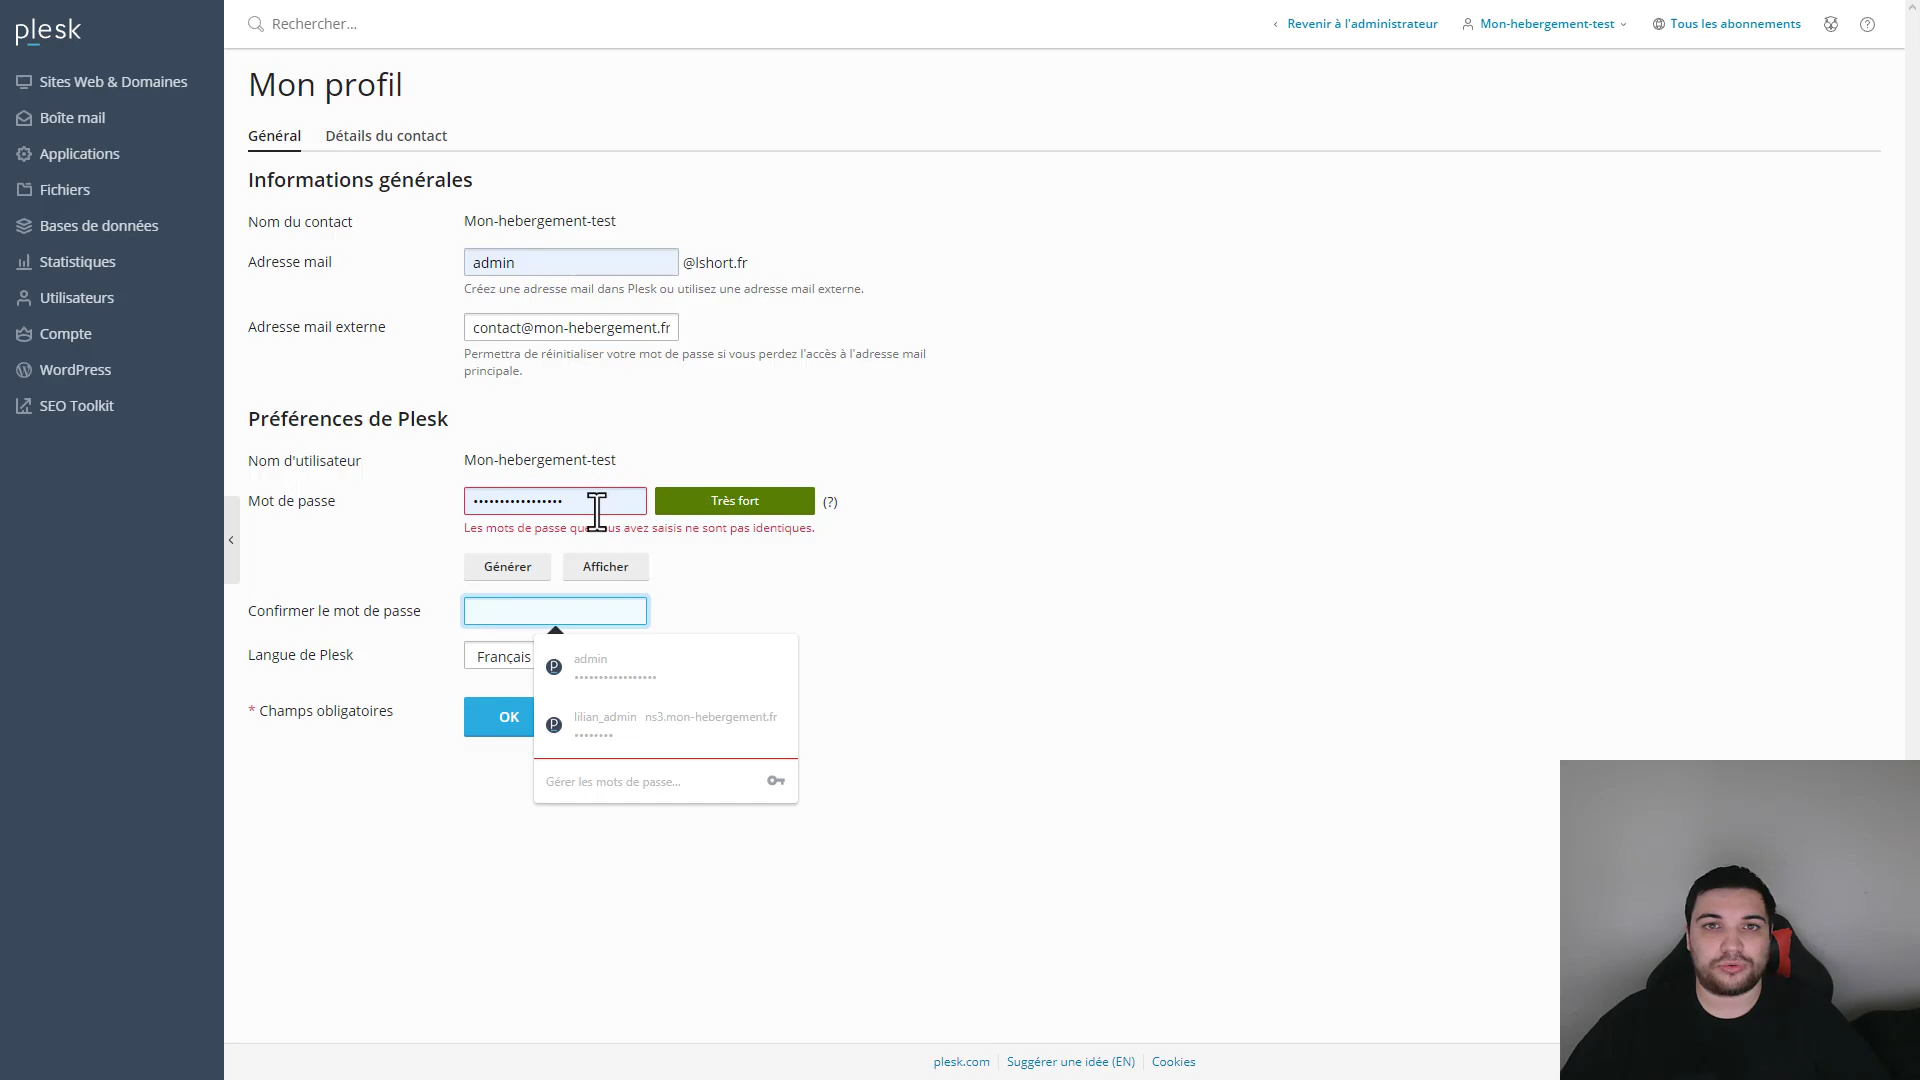 plesk
Rechercher...
Revenir à l'administrateur
Mon-hebergement-test
Tous les abonnements
Sites Web & Domaines
Boîte mail
Applications
Fichiers
Bases de données
Statistiques
Utilisateurs
Compte
WordPress
SEO Toolkit
Mon profil
Général
Détails du contact
Informations générales
Nom du contact
Mon-hebergement-test
Adresse mail
admin
@lshort.fr
Créez une adresse mail dans Plesk ou utilisez une adresse mail externe.
Adresse mail externe
contact@mon-hebergement.fr
Permettra de réinitialiser votre mot de passe si vous perdez l'accès à l'adresse mail
principale.
Préférences de Plesk
Nom d'utilisateur
Mon-hebergement-test
Mot de passe
•••••••••••••••••
Très fort
(?)
Les mots de passe que vous avez saisis ne sont pas identiques.
Générer
Afficher
Confirmer le mot de passe
Langue de Plesk
Français
admin
•••••••••••••••••
lilian_admin ns3.mon-hebergement.fr
••••••••
Gérer les mots de passe...
* Champs obligatoires
OK
plesk.com
Suggérer une idée (EN)
Cookies